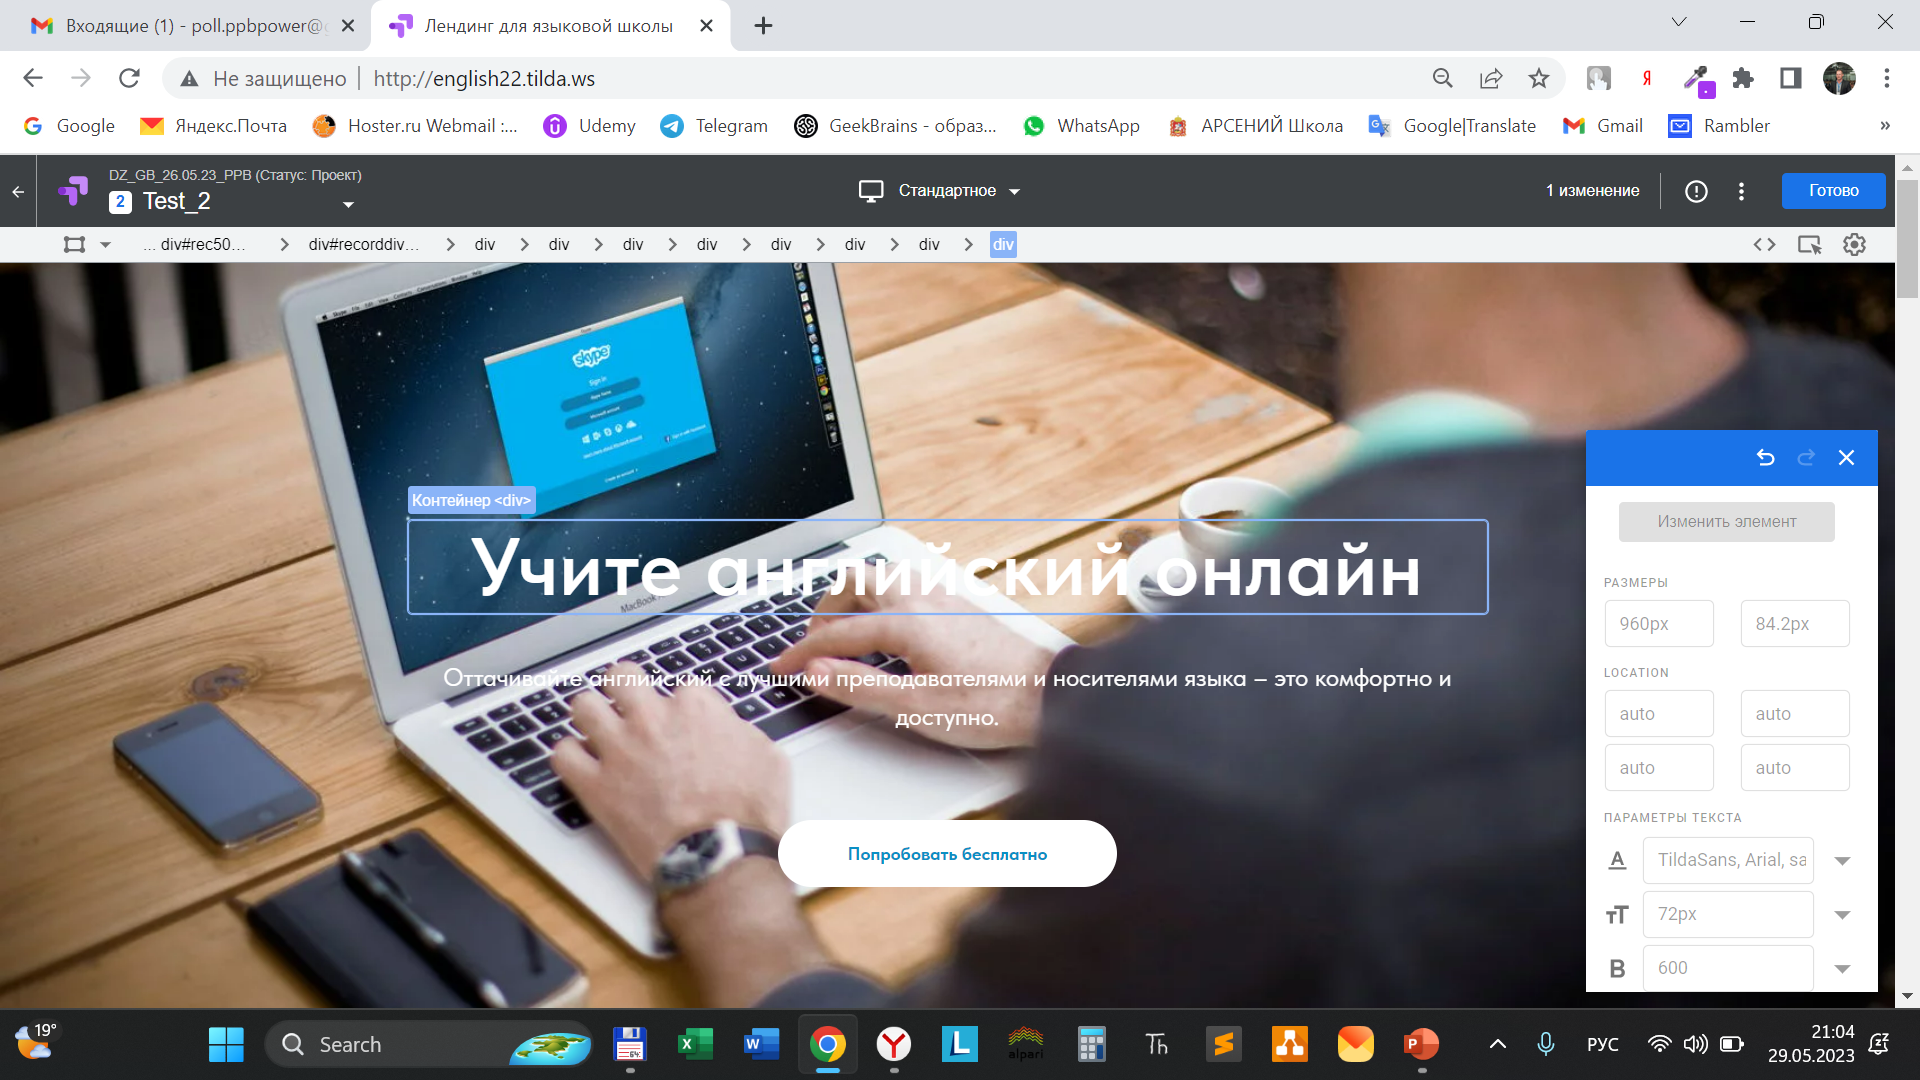 Входящие (1) - poll.ppbpower@g
Лендинг для языковой школы
Не защищено
http://english22.tilda.ws
Google
Яндекс.Почта
Hoster.ru Webmail :...
Udemy
Telegram
GeekBrains - образ...
WhatsApp
АРСЕНИЙ Школа
Google|Translate
Gmail
Rambler
»
DZ_GB_26.05.23_PPB (Статус: Проект)
2 Test_2
Стандартное
1 изменение
Готово
... div#rec50...
div#recorddiv...
div
div
div
div
div
div
div
div
skype
Sign in
Контейнер <div>
Учите английский онлайн
Оттачивайте английский с лучшими преподавателями и носителями языка – это комфортно и
доступно.
Попробовать бесплатно
Изменить элемент
РАЗМЕРЫ
960px
84.2px
LOCATION
auto
auto
auto
auto
ПАРАМЕТРЫ ТЕКСТА
TildaSans, Arial, sa
72px
600
19°
Search
alpari
РУС
21:04
29.05.2023